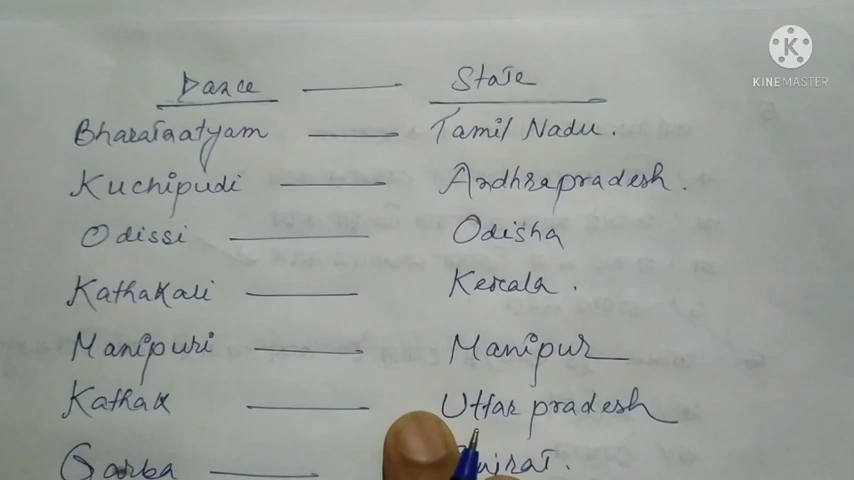 K
KINEMASTER
Dance — State
Bharatnatyam — Tamil Nadu.
Kuchipudi — Andhrapradesh.
Odissi — Odisha
Kathakali — Kerala.
Manipuri — Manipur
Kathak — Uttar pradesh
Garba —